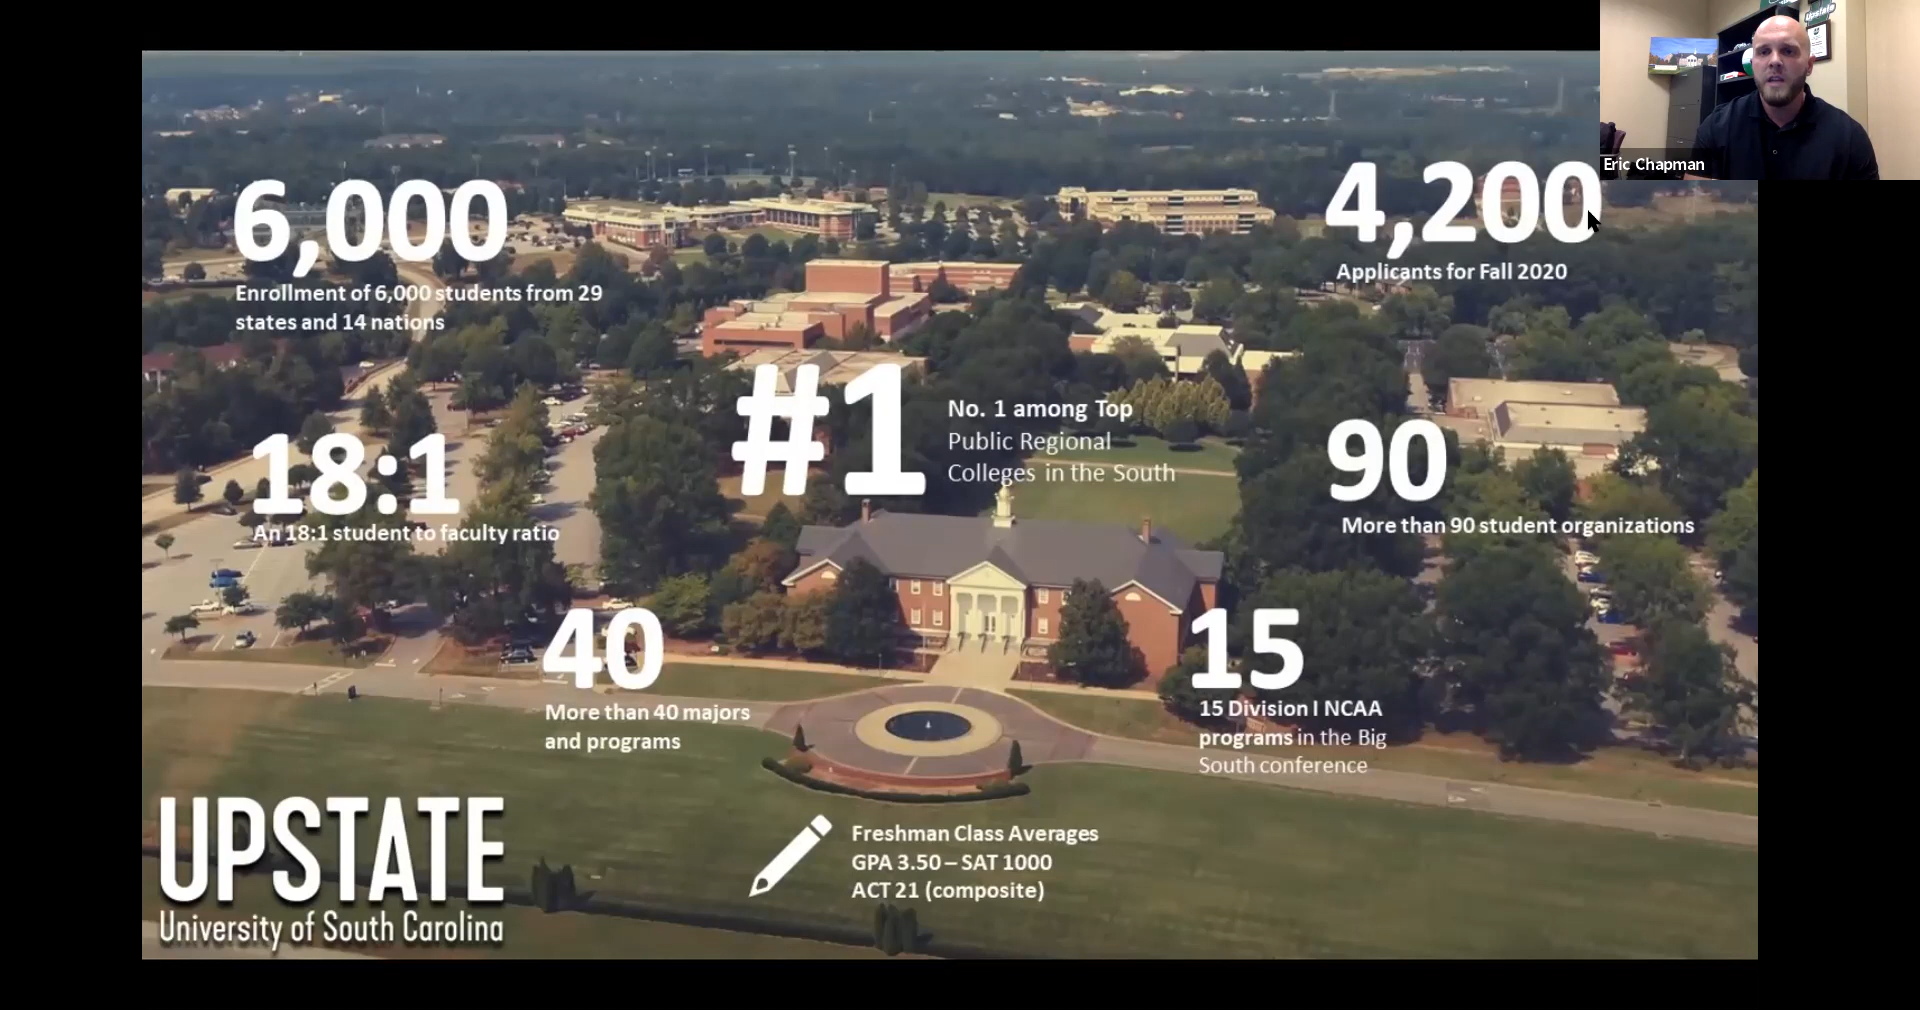 Upstate
Eric Chapman
6,000
Enrollment of 6,000 students from 29
states and 14 nations
4,200
Applicants for Fall 2020
#1
No. 1 among Top
Public Regional
Colleges in the South
18:1
An 18:1 student to faculty ratio
90
More than 90 student organizations
40
More than 40 majors
and programs
15
15 Division I NCAA
programs in the Big
South conference
Freshman Class Averages
GPA 3.50 – SAT 1000
ACT 21 (composite)
UPSTATE
University of South Carolina